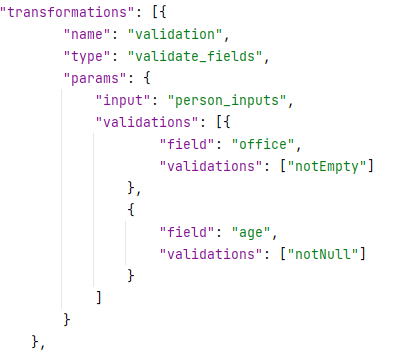 "transformations": [{
        "name": "validation",
        "type": "validate_fields",
        "params": {
            "input": "person_inputs",
            "validations": [{
                    "field": "office",
                    "validations": ["notEmpty"]
                },
                {
                    "field": "age",
                    "validations": ["notNull"]
                }
            ]
        }
    },